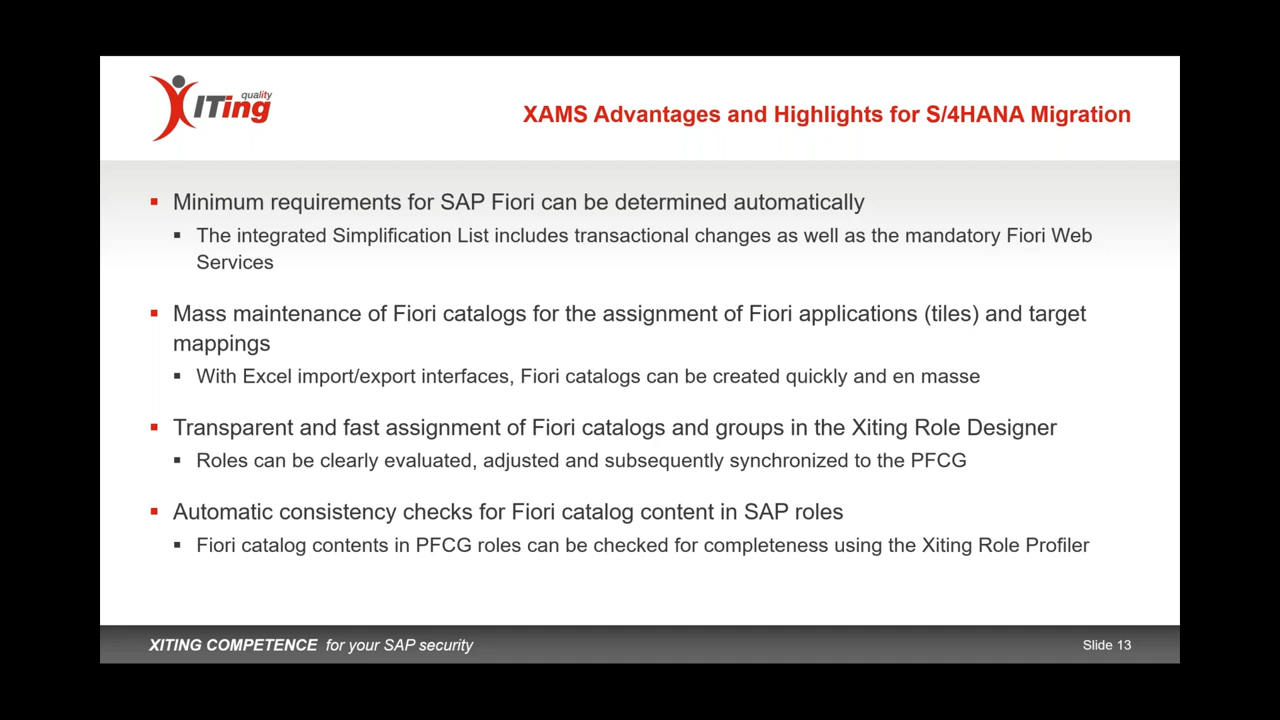 quality
XITing
XAMS Advantages and Highlights for S/4HANA Migration
▪ Minimum requirements for SAP Fiori can be determined automatically
▪ The integrated Simplification List includes transactional changes as well as the mandatory Fiori Web
Services
▪ Mass maintenance of Fiori catalogs for the assignment of Fiori applications (tiles) and target
mappings
▪ With Excel import/export interfaces, Fiori catalogs can be created quickly and en masse
▪ Transparent and fast assignment of Fiori catalogs and groups in the Xiting Role Designer
▪ Roles can be clearly evaluated, adjusted and subsequently synchronized to the PFCG
▪ Automatic consistency checks for Fiori catalog content in SAP roles
▪ Fiori catalog contents in PFCG roles can be checked for completeness using the Xiting Role Profiler
XITING COMPETENCE for your SAP security
Slide 13